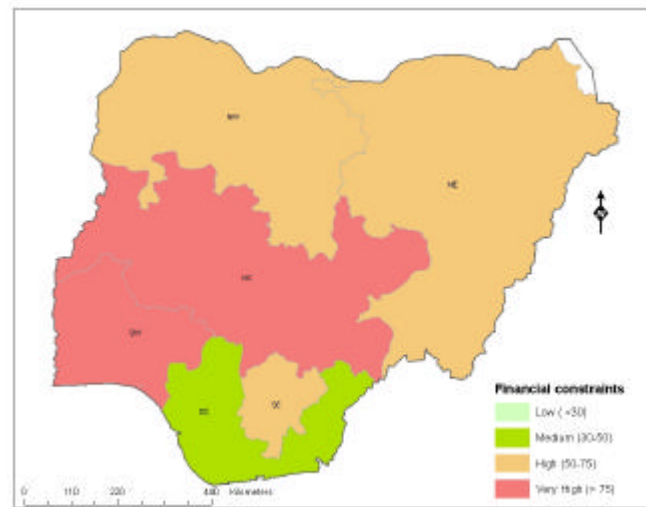 NW
NE
NC
SW
SS
SE
Financial constraints
Low ( <30)
Medium (30-50)
High (50-75)
Very High (> 75)
0 110 220 440 Kilometers